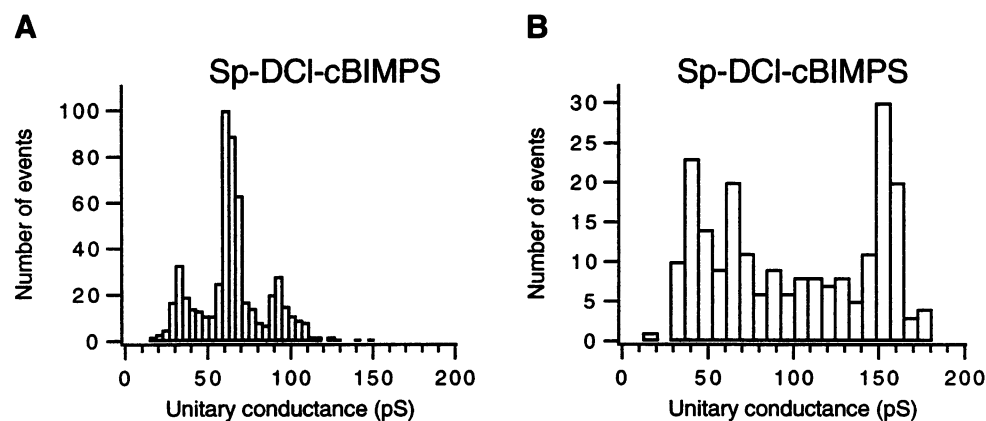 A
Sp-DCl-cBIMPS
Number of events
100
80
60
40
20
0
0 50 100 150 200
Unitary conductance (pS)
B
Sp-DCl-cBIMPS
Number of events
30
25
20
15
10
5
0
0 50 100 150 200
Unitary conductance (pS)